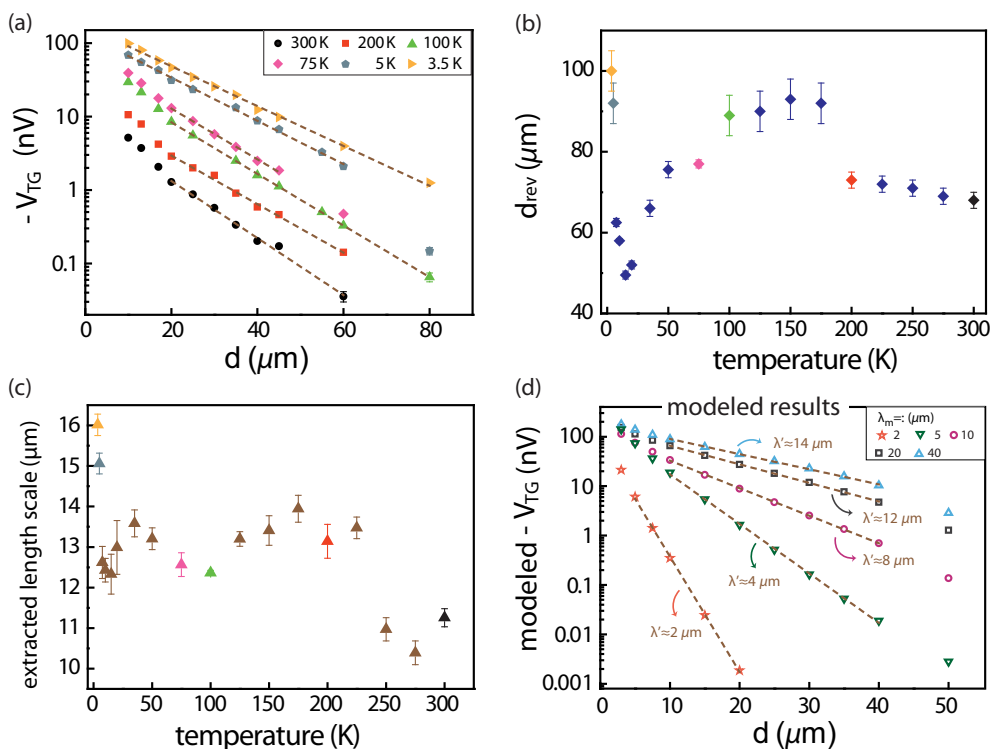 (a)
100
10
1
0.1
- V_TG (nV)
300 K 200 K 100 K
75 K 5 K 3.5 K
0 20 40 60 80
d (μm)
(b)
100
80
60
40
d_rev (μm)
0 50 100 150 200 250 300
temperature (K)
(c)
16
15
14
13
12
11
10
extracted length scale (μm)
0 50 100 150 200 250 300
temperature (K)
(d)
modeled results
λ_m=: (μm)
2 5 10
20 40
100
10
1
0.1
0.01
0.001
modeled - V_TG (nV)
λ'≈14 μm
λ'≈12 μm
λ'≈8 μm
λ'≈4 μm
λ'≈2 μm
0 10 20 30 40 50
d (μm)